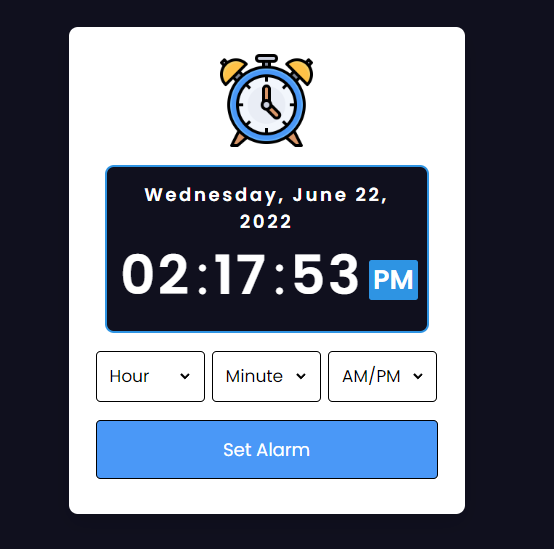 Wednesday, June 22,
2022
02:17:53 PM
Hour Minute AM/PM
Set Alarm